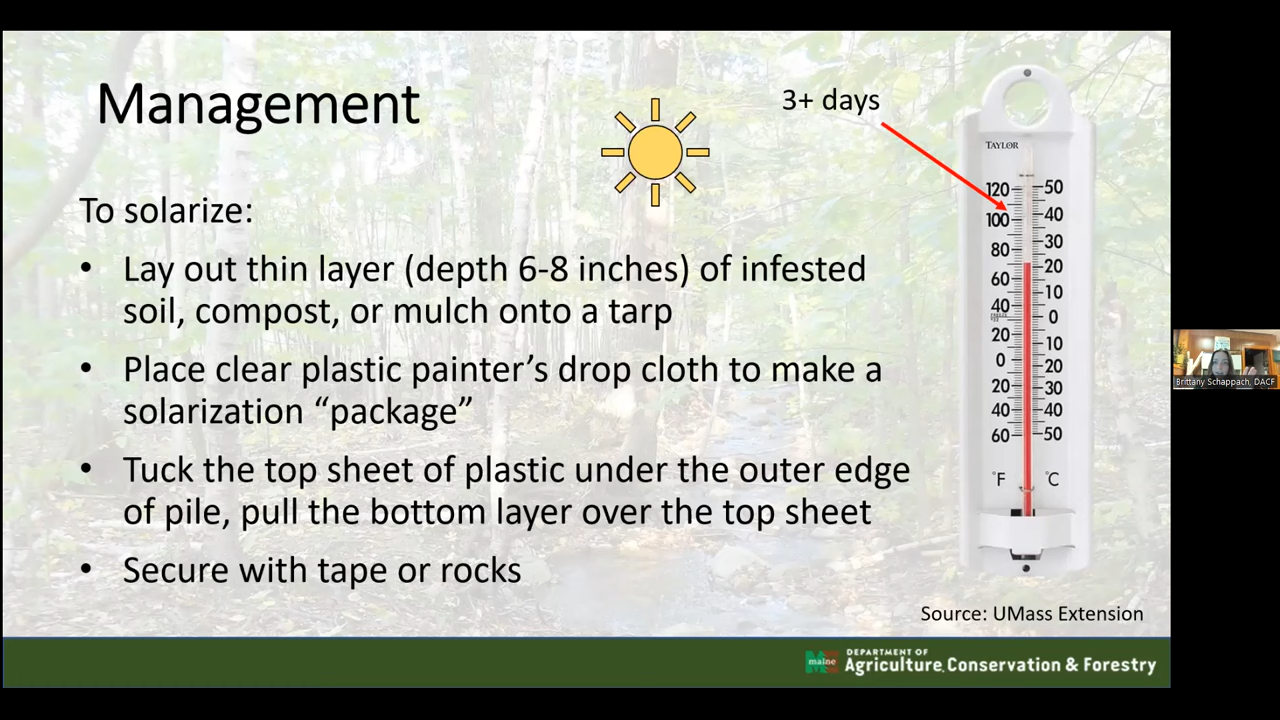 Management
3+ days
To solarize:
• Lay out thin layer (depth 6-8 inches) of infested
soil, compost, or mulch onto a tarp
• Place clear plastic painter’s drop cloth to make a
solarization “package”
• Tuck the top sheet of plastic under the outer edge
of pile, pull the bottom layer over the top sheet
• Secure with tape or rocks
TAYLOR
120 50
100 40
80 30
60 20
40 10
20 0
0 10
20 20
40 30
60 40
50
°F °C
Source: UMass Extension
maine
DEPARTMENT OF
Agriculture, Conservation & Forestry
Brittany Schappach, DACF